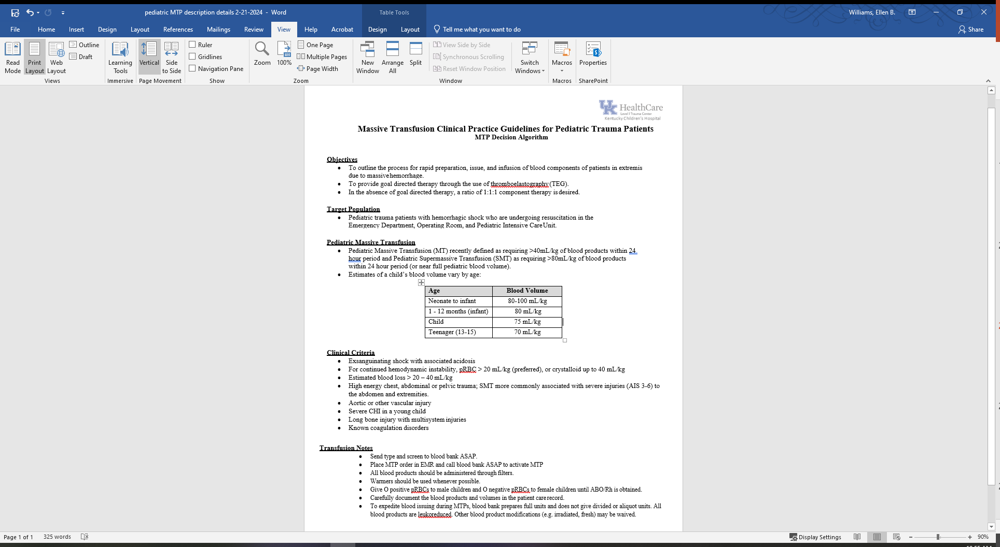 pediatric MTP description details 2-21-2024 - Word
Table Tools
Williams, Ellen B.
File Home Insert Design Layout References Mailings Review View Help Acrobat Design Layout Tell me what you want to do Share
Read Mode
Print Layout
Web Layout
Outline
Draft
Views
Learning Tools
Immersive
Vertical
Side to Side
Page Movement
Ruler
Gridlines
Navigation Pane
Show
Zoom
100
100%
One Page
Multiple Pages
Page Width
Zoom
New Window
Arrange All
Split
View Side by Side
Synchronous Scrolling
Reset Window Position
Switch Windows
Window
Macros
Macros
S
Properties
SharePoint
UK HealthCare
Level I Trauma Center
Kentucky Children's Hospital
Massive Transfusion Clinical Practice Guidelines for Pediatric Trauma Patients
MTP Decision Algorithm
Objectives
• To outline the process for rapid preparation, issue, and infusion of blood components of patients in extremis
due to massive hemorrhage.
• To provide goal directed therapy through the use of thromboelastography (TEG).
• In the absence of goal directed therapy, a ratio of 1:1:1 component therapy is desired.
Target Population
• Pediatric trauma patients with hemorrhagic shock who are undergoing resuscitation in the
Emergency Department, Operating Room, and Pediatric Intensive Care Unit.
Pediatric Massive Transfusion
• Pediatric Massive Transfusion (MT) recently defined as requiring >40mL/kg of blood products within 24
hour period and Pediatric Supermassive Transfusion (SMT) as requiring >80mL/kg of blood products
within 24 hour period (or near full pediatric blood volume).
• Estimates of a child's blood volume vary by age:
Age Blood Volume
Neonate to infant 80-100 mL/kg
1 - 12 months (infant) 80 mL/kg
Child 75 mL/kg
Teenager (13-15) 70 mL/kg
Clinical Criteria
• Exsanguinating shock with associated acidosis
• For continued hemodynamic instability, pRBC > 20 mL/kg (preferred), or crystalloid up to 40 mL/kg
• Estimated blood loss > 20 – 40 mL/kg
• High energy chest, abdominal or pelvic trauma; SMT more commonly associated with severe injuries (AIS 3-6) to
the abdomen and extremities.
• Aortic or other vascular injury
• Severe CHI in a young child
• Long bone injury with multisystem injuries
• Known coagulation disorders
Transfusion Notes
• Send type and screen to blood bank ASAP.
• Place MTP order in EMR and call blood bank ASAP to activate MTP
• All blood products should be administered through filters.
• Warmers should be used whenever possible.
• Give O positive pRBCs to male children and O negative pRBCs to female children until ABO/Rh is obtained.
• Carefully document the blood products and volumes in the patient care record.
• To expedite blood issuing during MTPs, blood bank prepares full units and does not give divided or aliquot units. All
blood products are leukoreduced. Other blood product modifications (e.g. irradiated, fresh) may be waived.
Page 1 of 1 325 words
Display Settings
90%